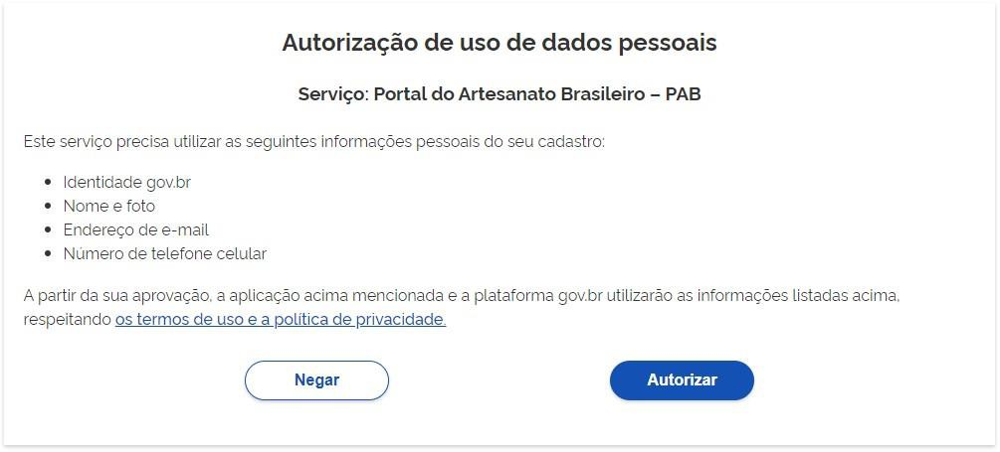 Autorização de uso de dados pessoais
Serviço: Portal do Artesanato Brasileiro – PAB
Este serviço precisa utilizar as seguintes informações pessoais do seu cadastro:
• Identidade gov.br
• Nome e foto
• Endereço de e-mail
• Número de telefone celular
A partir da sua aprovação, a aplicação acima mencionada e a plataforma gov.br utilizarão as informações listadas acima,
respeitando os termos de uso e a política de privacidade.
Negar
Autorizar